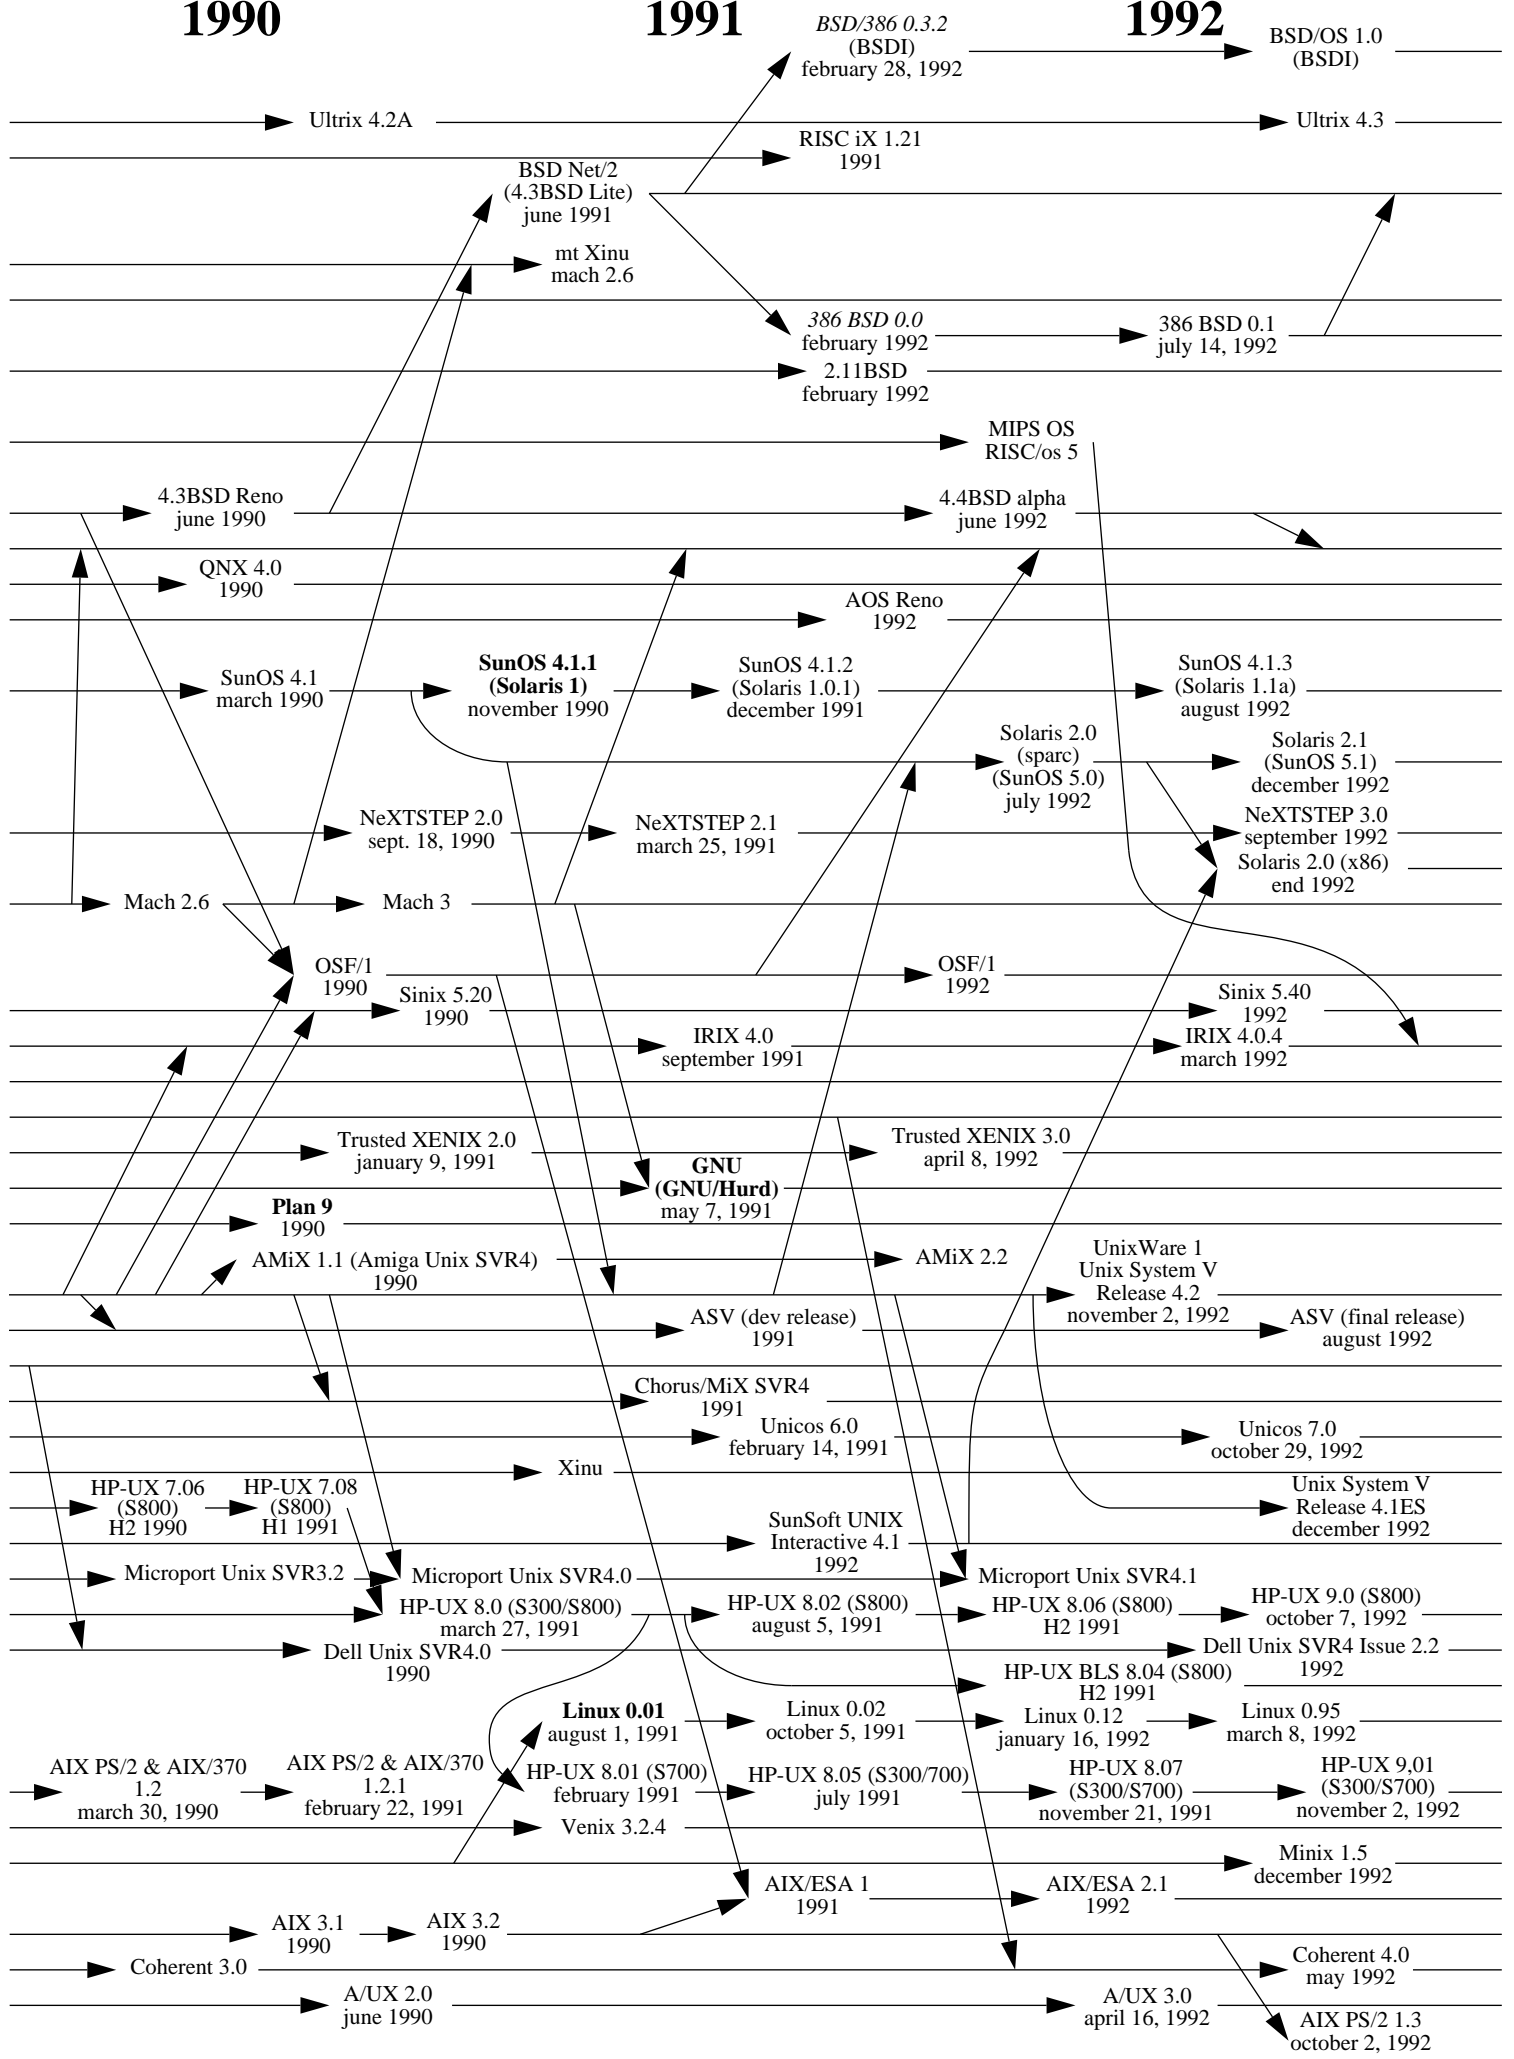 1990
1991
1992
BSD/386 0.3.2
(BSDI)
february 28, 1992
BSD/OS 1.0
(BSDI)
Ultrix 4.2A
Ultrix 4.3
RISC iX 1.21
1991
BSD Net/2
(4.3BSD Lite)
june 1991
mt Xinu
mach 2.6
386 BSD 0.0
february 1992
386 BSD 0.1
july 14, 1992
2.11BSD
february 1992
MIPS OS
RISC/os 5
4.3BSD Reno
june 1990
4.4BSD alpha
june 1992
QNX 4.0
1990
AOS Reno
1992
SunOS 4.1
march 1990
SunOS 4.1.1
(Solaris 1)
november 1990
SunOS 4.1.2
(Solaris 1.0.1)
december 1991
SunOS 4.1.3
(Solaris 1.1a)
august 1992
Solaris 2.0
(sparc)
(SunOS 5.0)
july 1992
Solaris 2.1
(SunOS 5.1)
december 1992
NeXTSTEP 2.0
sept. 18, 1990
NeXTSTEP 2.1
march 25, 1991
NeXTSTEP 3.0
september 1992
Solaris 2.0 (x86)
end 1992
Mach 2.6
Mach 3
OSF/1
1990
OSF/1
1992
Sinix 5.20
1990
Sinix 5.40
1992
IRIX 4.0
september 1991
IRIX 4.0.4
march 1992
Trusted XENIX 2.0
january 9, 1991
Trusted XENIX 3.0
april 8, 1992
GNU
(GNU/Hurd)
may 7, 1991
Plan 9
1990
AMiX 1.1 (Amiga Unix SVR4)
1990
AMiX 2.2
UnixWare 1
Unix System V
Release 4.2
november 2, 1992
ASV (dev release)
1991
ASV (final release)
august 1992
Chorus/MiX SVR4
1991
Unicos 6.0
february 14, 1991
Unicos 7.0
october 29, 1992
Xinu
HP-UX 7.06
(S800)
H2 1990
HP-UX 7.08
(S800)
H1 1991
Unix System V
Release 4.1ES
december 1992
SunSoft UNIX
Interactive 4.1
1992
Microport Unix SVR3.2
Microport Unix SVR4.0
Microport Unix SVR4.1
HP-UX 8.0 (S300/S800)
march 27, 1991
HP-UX 8.02 (S800)
august 5, 1991
HP-UX 8.06 (S800)
H2 1991
HP-UX 9.0 (S800)
october 7, 1992
Dell Unix SVR4.0
1990
Dell Unix SVR4 Issue 2.2
1992
HP-UX BLS 8.04 (S800)
H2 1991
Linux 0.01
august 1, 1991
Linux 0.02
october 5, 1991
Linux 0.12
january 16, 1992
Linux 0.95
march 8, 1992
AIX PS/2 & AIX/370
1.2
march 30, 1990
AIX PS/2 & AIX/370
1.2.1
february 22, 1991
HP-UX 8.01 (S700)
february 1991
HP-UX 8.05 (S300/700)
july 1991
HP-UX 8.07
(S300/S700)
november 21, 1991
HP-UX 9,01
(S300/S700)
november 2, 1992
Venix 3.2.4
Minix 1.5
december 1992
AIX/ESA 1
1991
AIX/ESA 2.1
1992
AIX 3.1
1990
AIX 3.2
1990
Coherent 3.0
Coherent 4.0
may 1992
A/UX 2.0
june 1990
A/UX 3.0
april 16, 1992
AIX PS/2 1.3
october 2, 1992